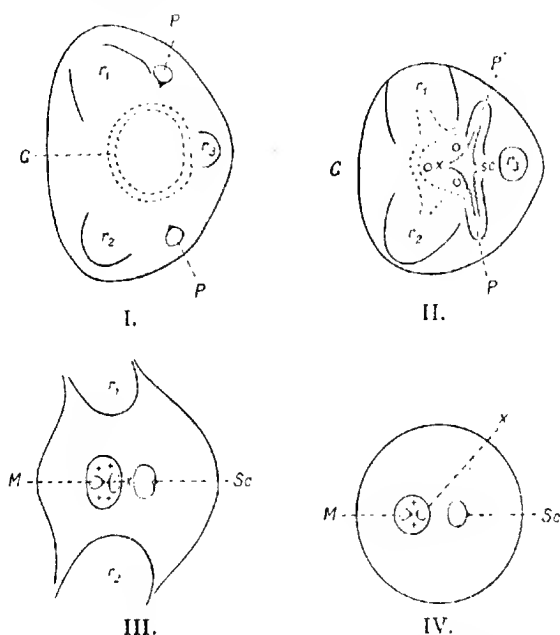 P
r₁
G
r₃
r₂
P
I.
P
r₁
G
x
sc
r₃
r₂
P
II.
r₁
M
x
Sc
r₂
III.
x
M
Sc
IV.